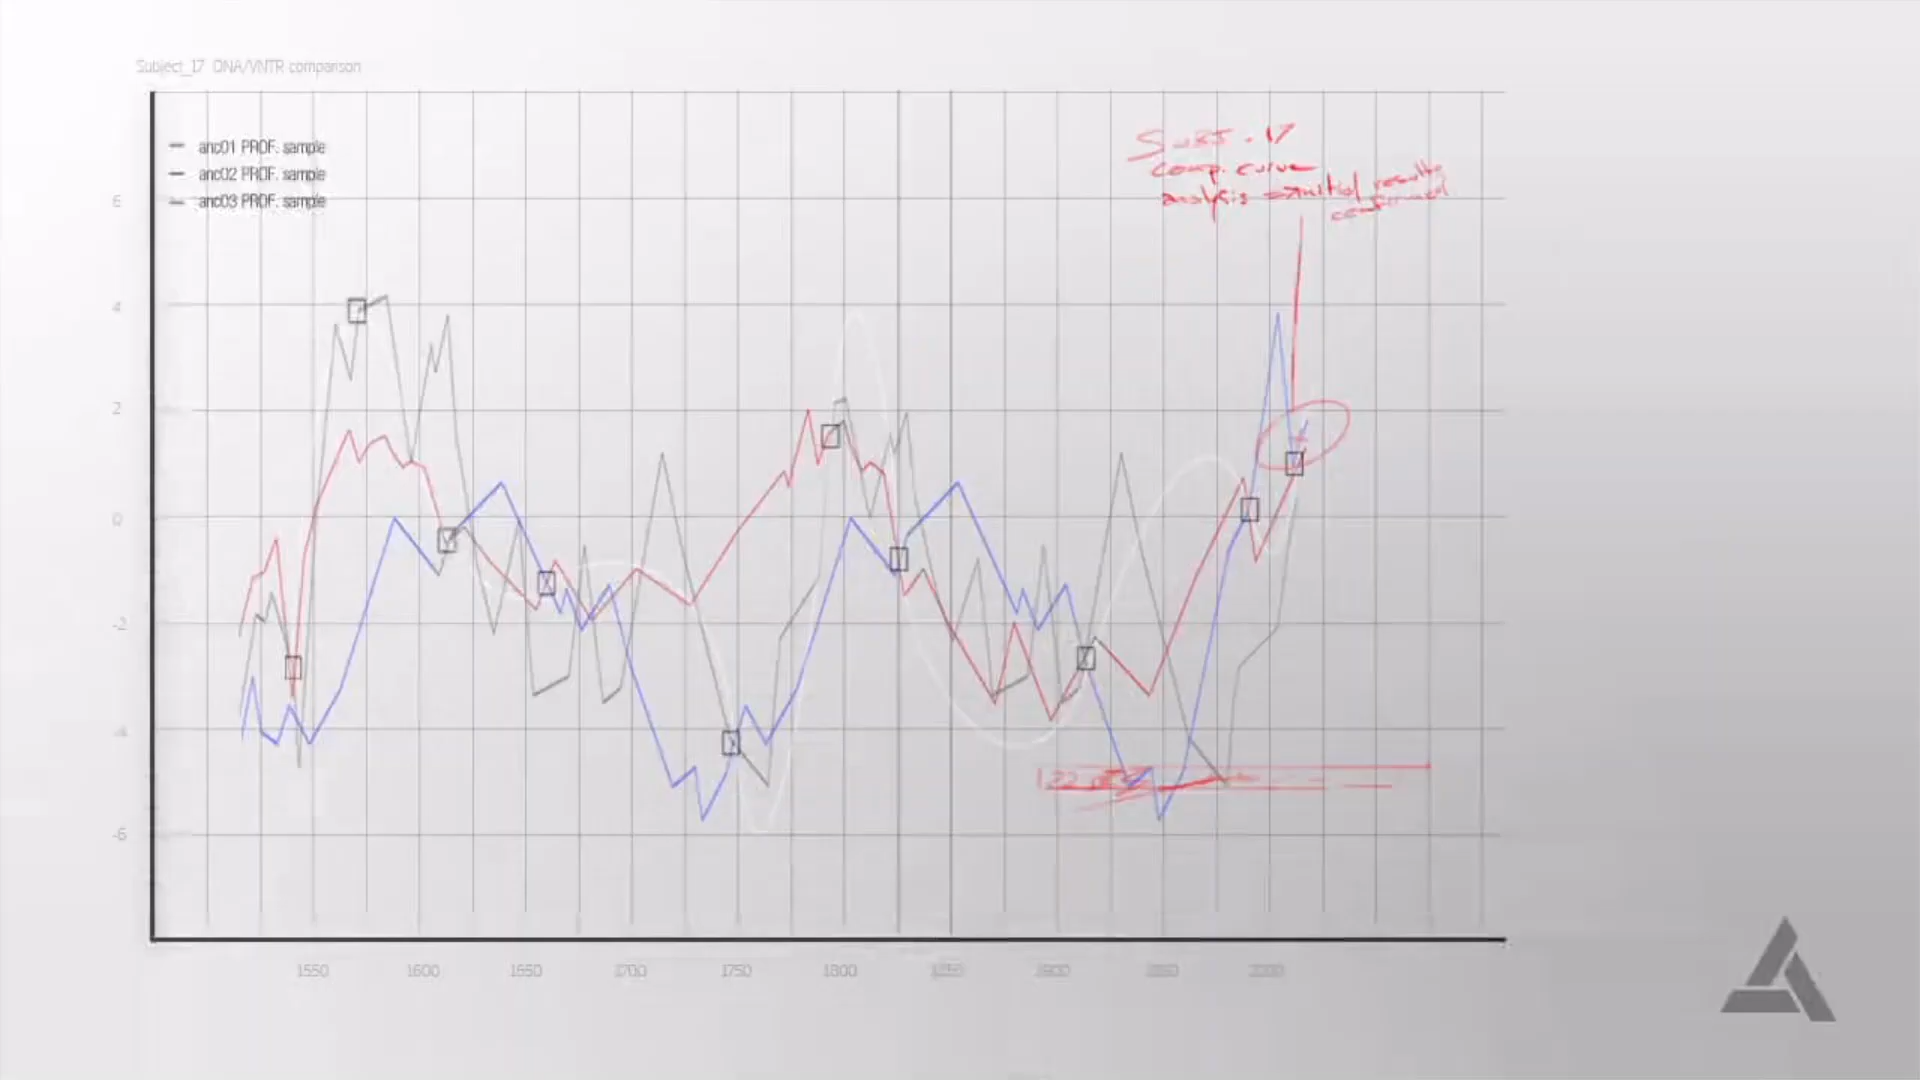 Subject_17 DNA/VNTR comparison
anc01 PROF. sample
anc02 PROF. sample
anc03 PROF. sample
SUBJ. 17
comp. curve
analysis initial results
confirmed
6
4
2
0
-2
-4
-6
1550 1600 1650 1700 1750 1800 1850 1900 1950 2000